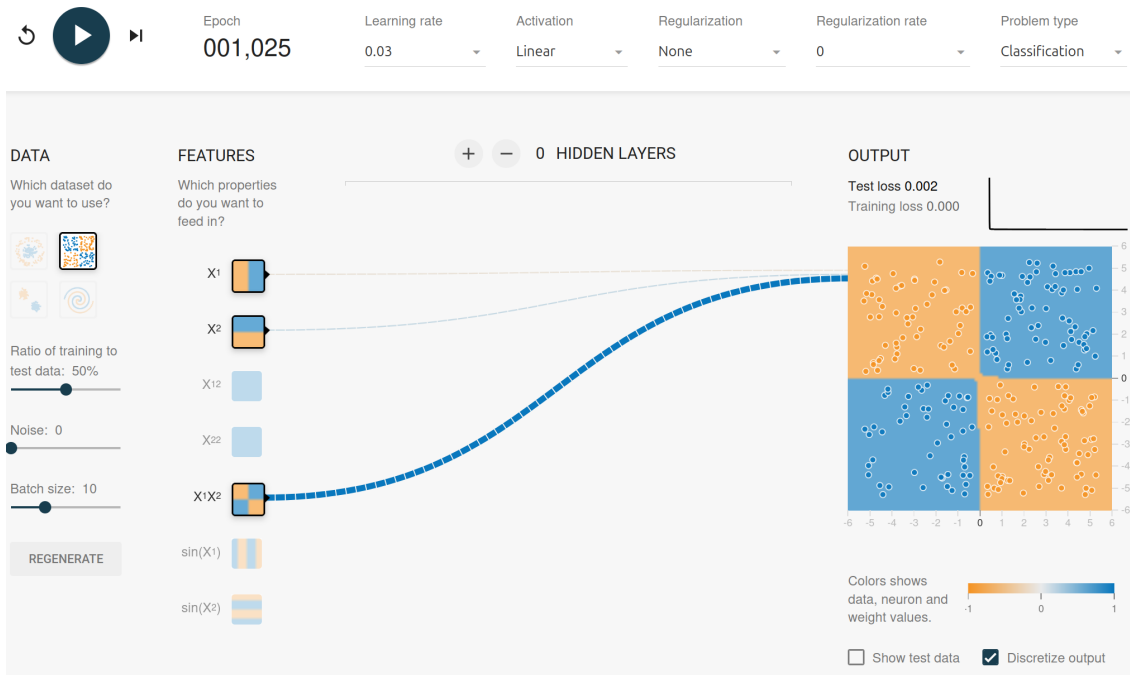 Epoch
001,025
Learning rate
0.03
Activation
Linear
Regularization
None
Regularization rate
0
Problem type
Classification
DATA
Which dataset do
you want to use?
Ratio of training to
test data: 50%
Noise: 0
Batch size: 10
REGENERATE
FEATURES
Which properties
do you want to
feed in?
X1
X2
X12
X22
X1X2
sin(X1)
sin(X2)
+ − 0 HIDDEN LAYERS
OUTPUT
Test loss 0.002
Training loss 0.000
6
5
4
3
2
1
0
-1
-2
-3
-4
-5
-6
-6 -5 -4 -3 -2 -1 0 1 2 3 4 5 6
Colors shows
data, neuron and
weight values.
-1 0 1
Show test data
Discretize output